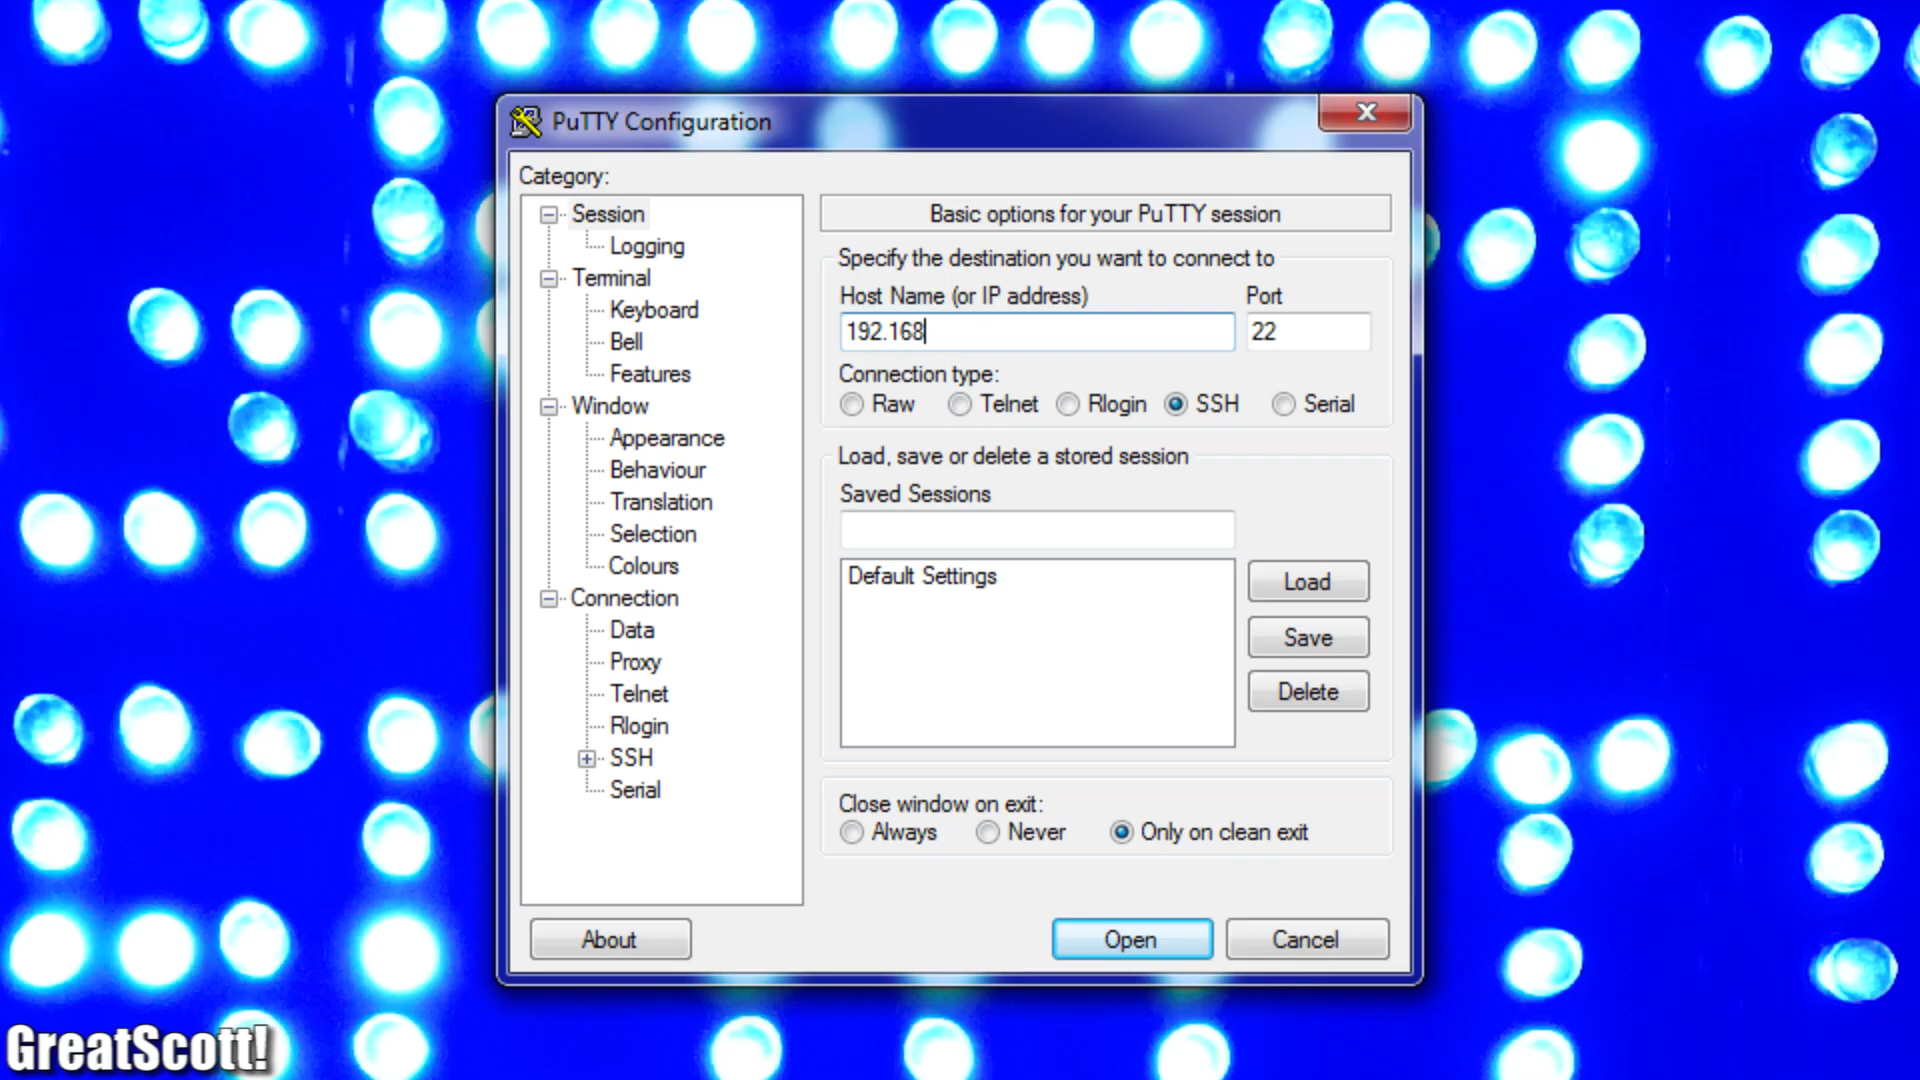 PuTTY Configuration
Category:
Session
Logging
Terminal
Keyboard
Bell
Features
Window
Appearance
Behaviour
Translation
Selection
Colours
Connection
Data
Proxy
Telnet
Rlogin
SSH
Serial
Basic options for your PuTTY session
Specify the destination you want to connect to
Host Name (or IP address) Port
192.168 22
Connection type:
Raw Telnet Rlogin SSH Serial
Load, save or delete a stored session
Saved Sessions
Default Settings
Load
Save
Delete
Close window on exit:
Always Never Only on clean exit
About Open Cancel
GreatScott!